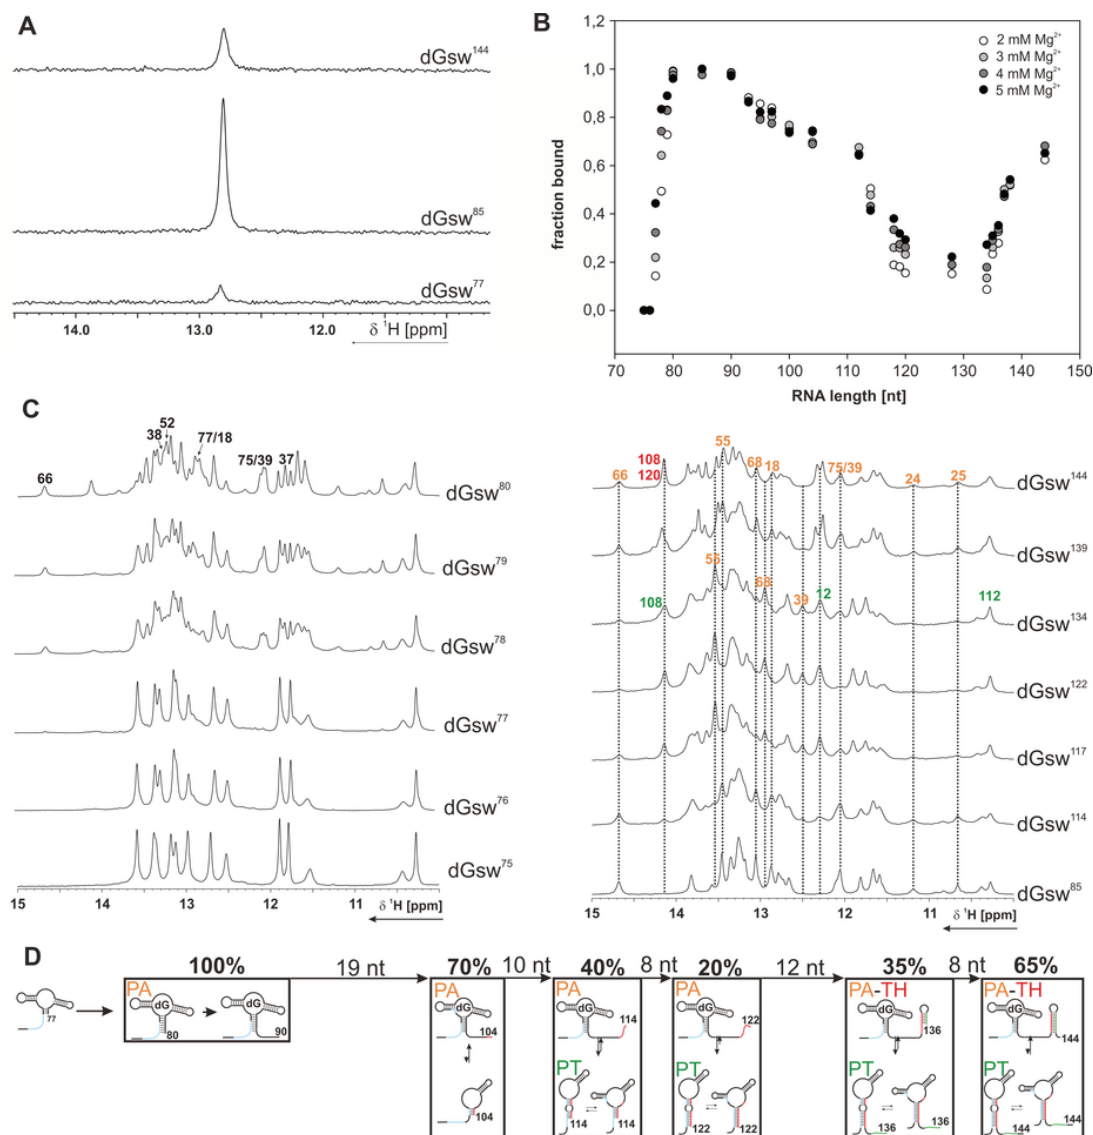 A
dGsw144
dGsw85
dGsw77
14.0 13.0 12.0
δ 1H [ppm]
B
1,2
1,0
0,8
0,6
0,4
0,2
0,0
fraction bound
2 mM Mg2+
3 mM Mg2+
4 mM Mg2+
5 mM Mg2+
70 80 90 100 110 120 130 140 150
RNA length [nt]
C
66 38 52 77/18 75/39 37
dGsw80
dGsw79
dGsw78
dGsw77
dGsw76
dGsw75
15 14 13 12 11
δ 1H [ppm]
66 108 120 55 68 18 75/39 24 25
dGsw144
dGsw139
108 55 68 39 12 112
dGsw134
dGsw122
dGsw117
dGsw114
dGsw85
15 14 13 12 11
δ 1H [ppm]
D
77
100%
PA
dG
80
dG
90
19 nt
70%
PA
dG
104
104
10 nt
40%
PA
dG
114
PT
114
114
8 nt
20%
PA
dG
122
PT
122
122
12 nt
35%
PA-TH
dG
136
PT
136
136
8 nt
65%
PA-TH
dG
144
PT
144
144